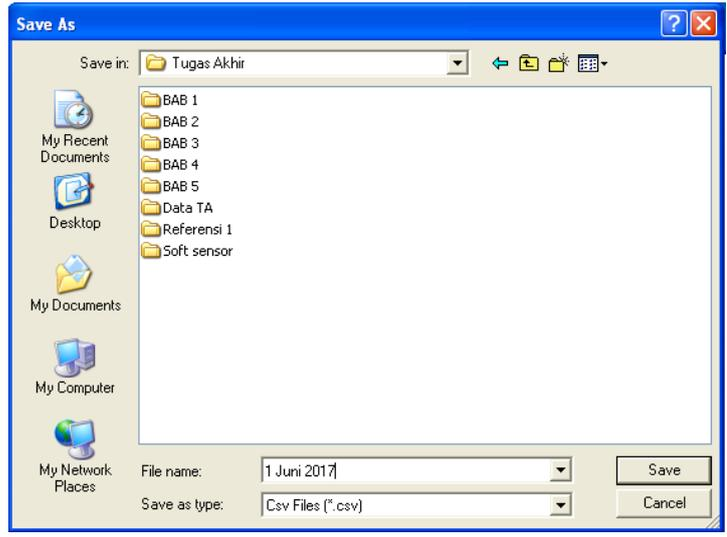 Save As
Save in:
Tugas Akhir
My Recent
Documents
Desktop
My Documents
My Computer
My Network
Places
BAB 1
BAB 2
BAB 3
BAB 4
BAB 5
Data TA
Referensi 1
Soft sensor
File name:
1 Juni 2017
Save
Save as type:
Csv Files (*.csv)
Cancel